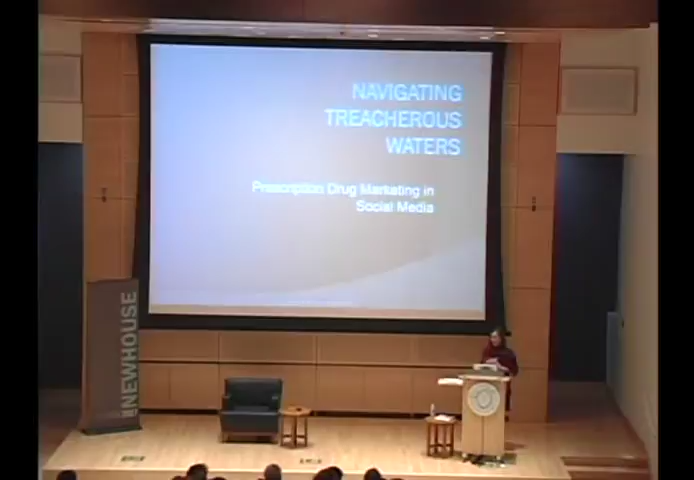 NAVIGATING
TREACHEROUS
WATERS
Prescription Drug Marketing in
Social Media
NEWHOUSE